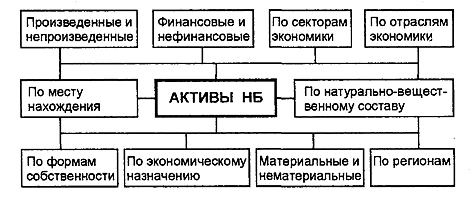 Произведенные и
непроизведенные
Финансовые и
нефинансовые
По секторам
экономики
По отраслям
экономики
По месту
нахождения
АКТИВЫ НБ
По натурально-вещест-
венному составу
По формам
собственности
По экономическому
назначению
Материальные и
нематериальные
По регионам